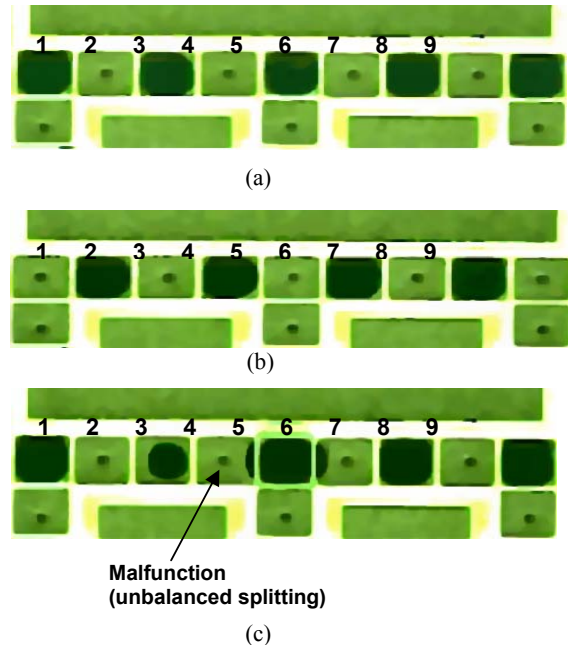 1 2 3 4 5 6 7 8 9
(a)
1 2 3 4 5 6 7 8 9
(b)
1 2 3 4 5 6 7 8 9
Malfunction
(unbalanced splitting)
(c)